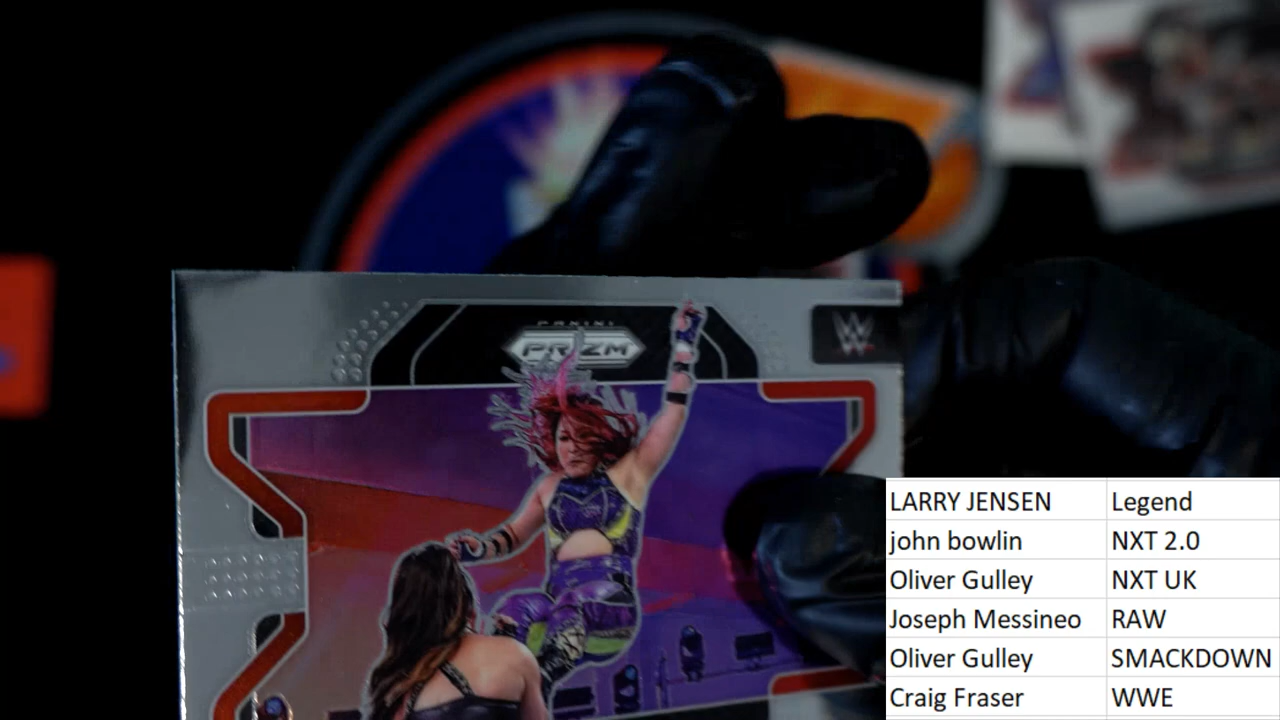 PANINI
PRIZM
W
LARRY JENSEN Legend
john bowlin NXT 2.0
Oliver Gulley NXT UK
Joseph Messineo RAW
Oliver Gulley SMACKDOWN
Craig Fraser WWE